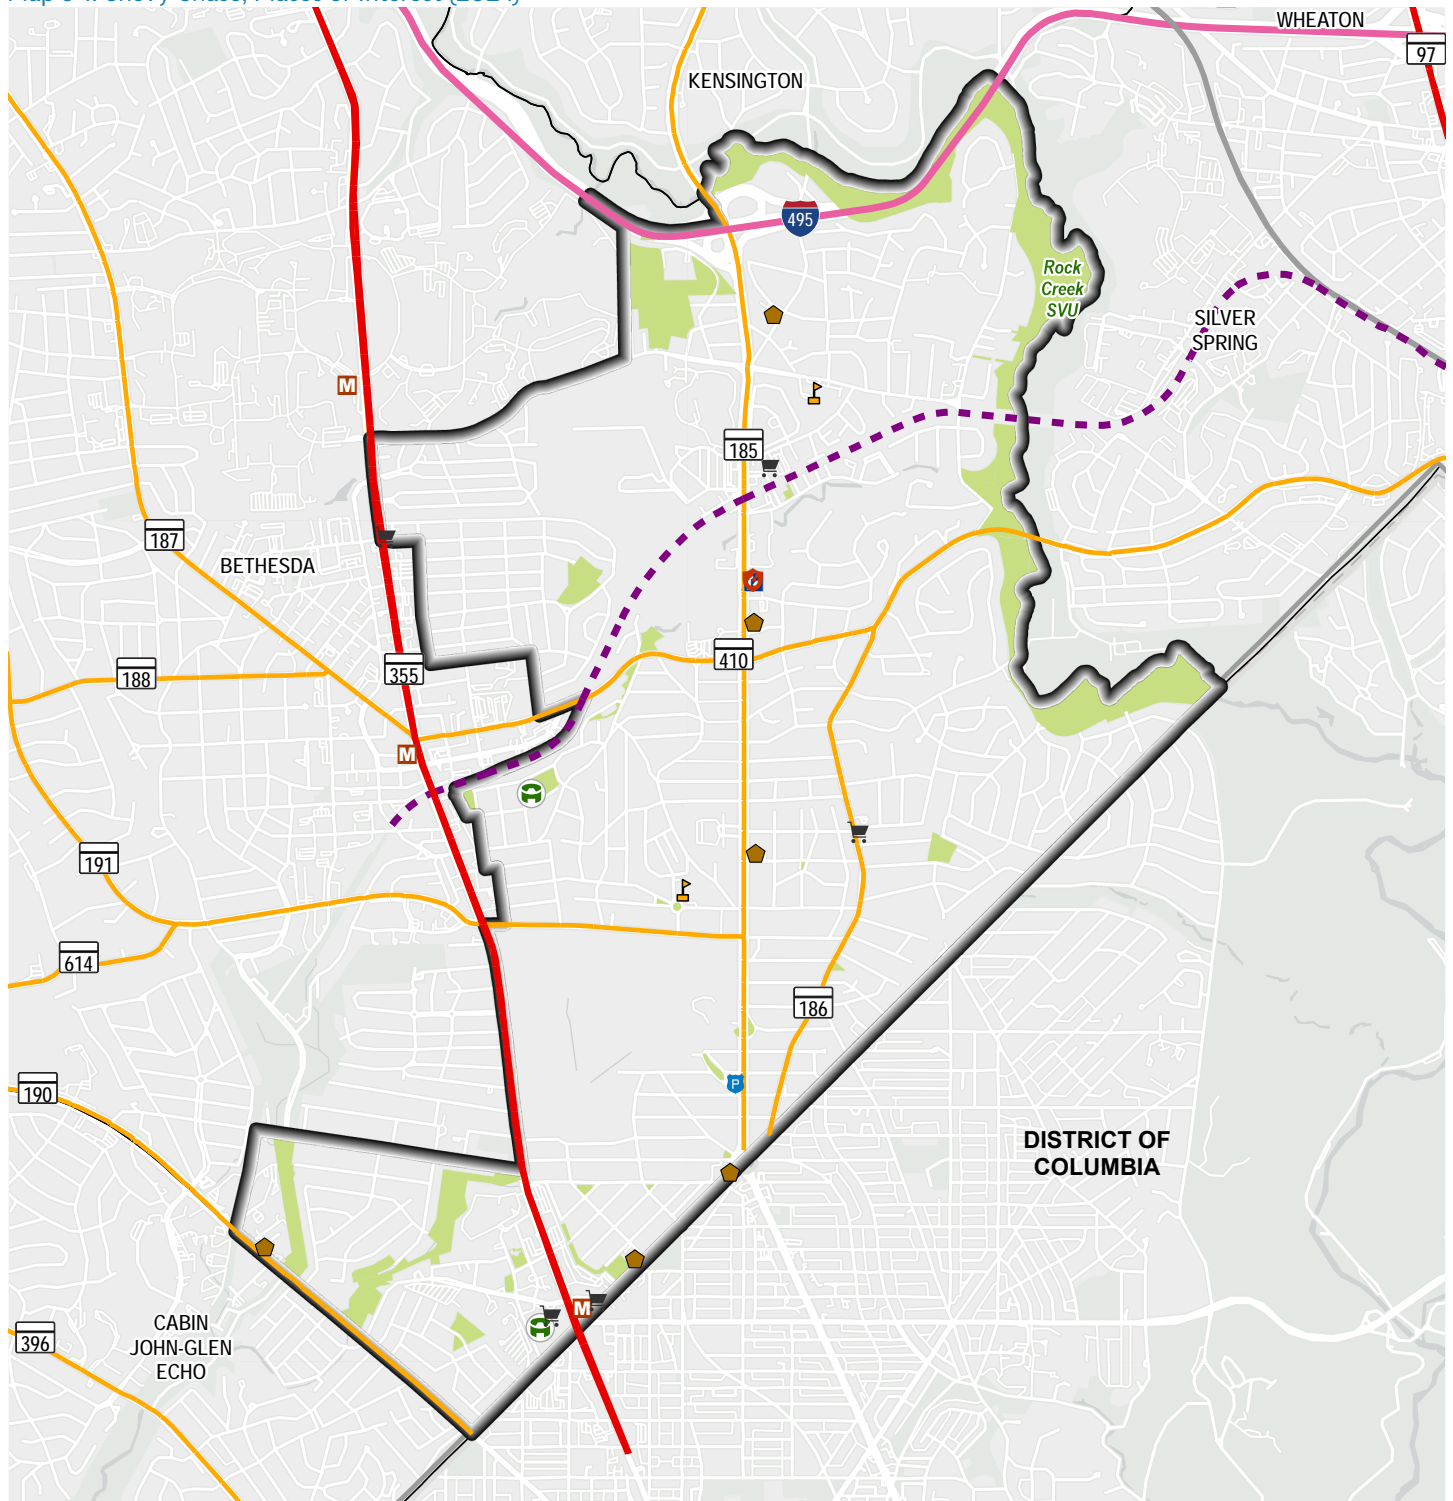 WHEATON
97
KENSINGTON
495
Rock
Creek
SVU
SILVER
SPRING
M
185
187
BETHESDA
410
355
188
M
191
614
186
P
190
DISTRICT OF
COLUMBIA
M
CABIN
JOHN-GLEN
ECHO
396